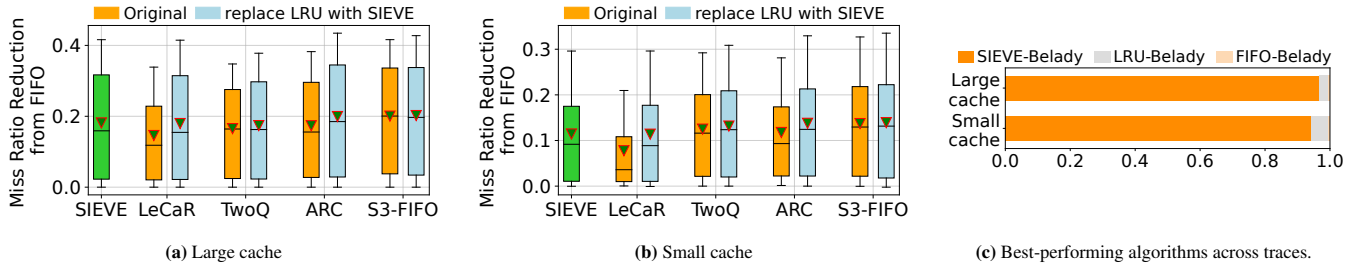 Original replace LRU with SIEVE
Miss Ratio Reduction
from FIFO
0.4
0.2
0.0
SIEVE LeCaR TwoQ ARC S3-FIFO
(a) Large cache
Original replace LRU with SIEVE
Miss Ratio Reduction
from FIFO
0.3
0.2
0.1
0.0
SIEVE LeCaR TwoQ ARC S3-FIFO
(b) Small cache
SIEVE-Belady LRU-Belady FIFO-Belady
Large
cache
Small
cache
0.0 0.2 0.4 0.6 0.8 1.0
(c) Best-performing algorithms across traces.